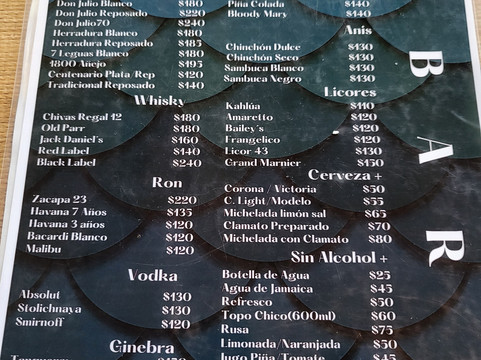 Don Julio Blanco $180
Don Julio Reposado $220
Don Julio70 $240
Herradura Blanco $180
Herradura Reposado $185
7 Leguas Blanco $180
1800 Añejo $195
Centenario Plata/Rep $120
Tradicional Reposado $140
Whisky
Chivas Regal 12 $180
Old Parr $180
Jack Daniel's $160
Red Label $140
Black Label $240
Ron
Zacapa 23 $220
Havana 7 Años $135
Havana 3 años $120
Bacardi Blanco $120
Malibu $120
Vodka
Absolut $130
Stolichnaya $130
Smirnoff $120
Ginebra
Piña Colada $140
Bloody Mary $140
Anis
Chinchón Dulce $130
Chinchón Seco $130
Sambuca Blanco $130
Sambuca Negro $130
Licores
Kahlúa $110
Amaretto $120
Bailey's $120
Frangelico $120
Licor 43 $130
Grand Marnier $150
Cerveza +
Corona / Victoria $50
C. Light/Modelo $55
Michelada limón sal $65
Clamato Preparado $70
Michelada con Clamato $80
Sin Alcohol +
Botella de Agua $25
Agua de Jamaica $45
Refresco $50
Topo Chico(600ml) $60
Rusa $75
Limonada/Naranjada $50
Jugo Piña/Tomate $45
BAR